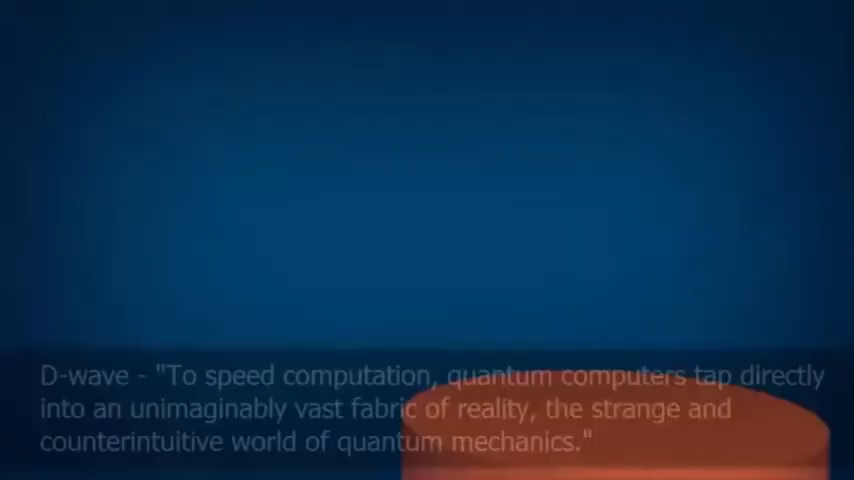 D-wave - "To speed computation, quantum computers tap directly
into an unimaginably vast fabric of reality, the strange and
counterintuitive world of quantum mechanics."